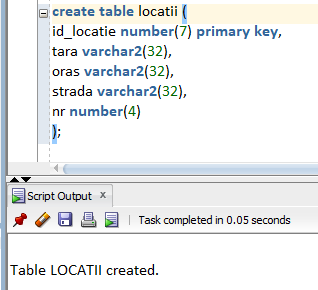 create table locatii (
id_locatie number(7) primary key,
tara varchar2(32),
oras varchar2(32),
strada varchar2(32),
nr number(4)
);
Script Output x
Task completed in 0.05 seconds
Table LOCATII created.